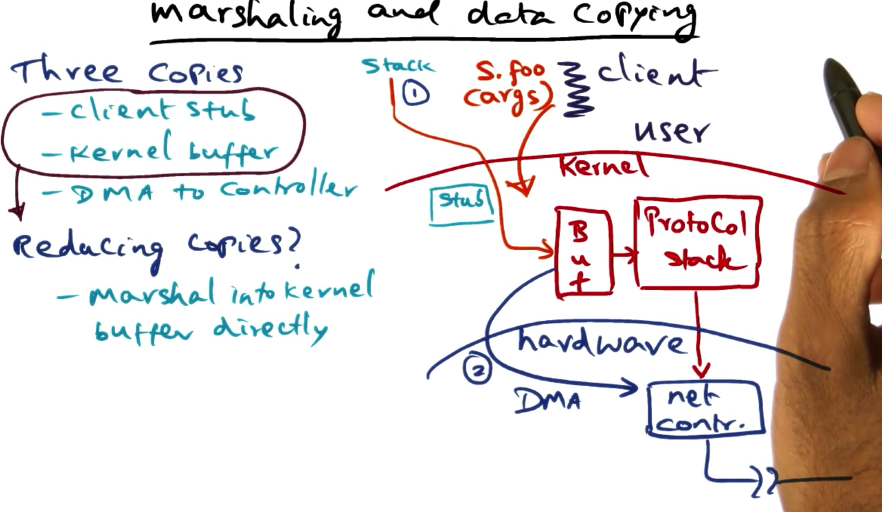 marshaling and data copying
Three Copies
- Client Stub
- Kernel buffer
- DMA to Controller
Reducing Copies?
- Marshal into Kernel
buffer directly
Stack
1
S.foo
(args)
client
user
Kernel
Stub
Buf
Protocol
stack
hardware
2
DMA
net
contr.